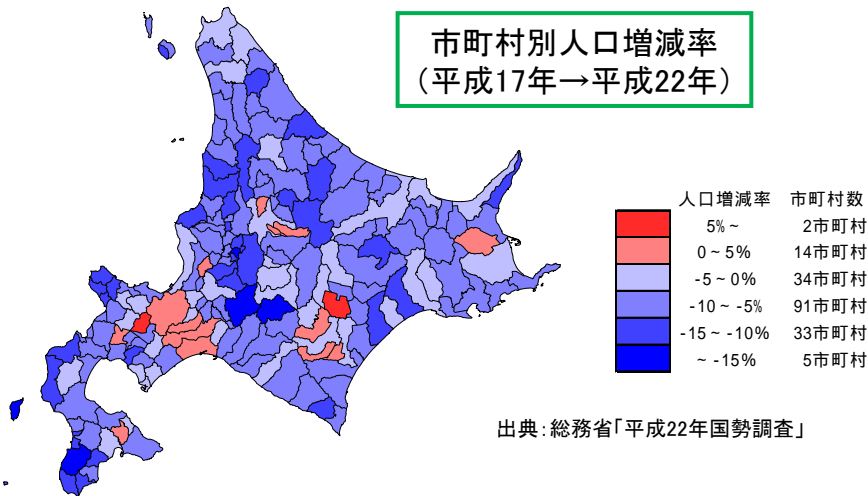 市町村別人口増減率
（平成17年→平成22年）
人口増減率 市町村数
5%～ 2市町村
0～5% 14市町村
-5～0% 34市町村
-10～-5% 91市町村
-15～-10% 33市町村
～-15% 5市町村
出典：総務省「平成22年国勢調査」